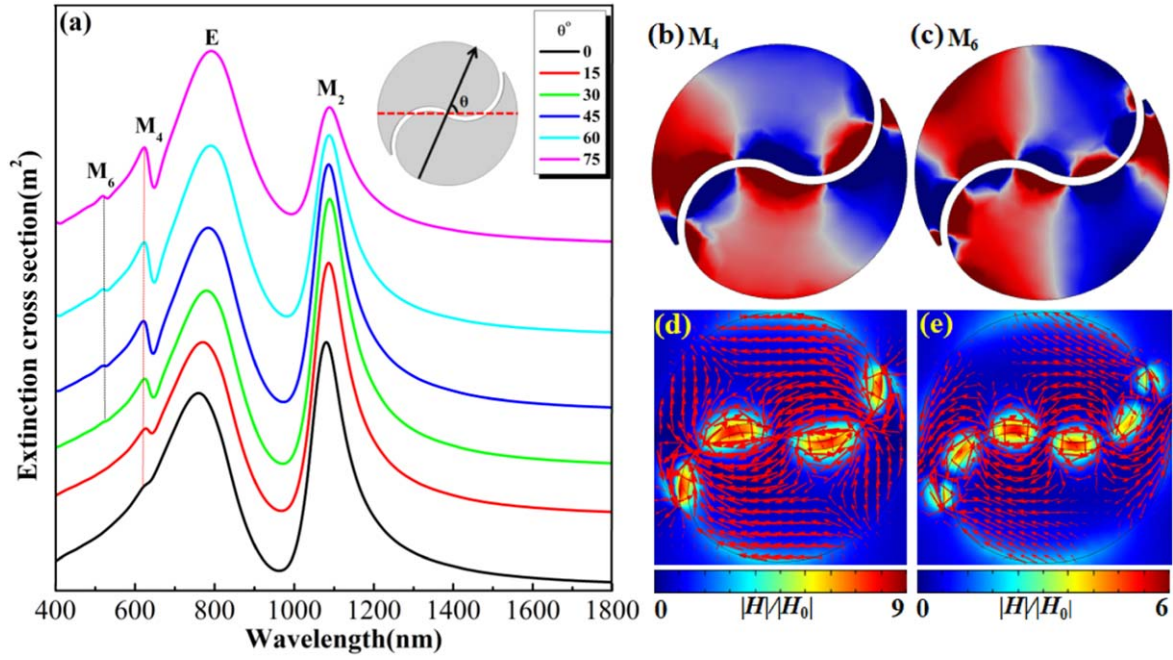 (a)
E
M4
M6
M2
θ
θ°
0
15
30
45
60
75
Extinction cross section(m²)
400 600 800 1000 1200 1400 1600 1800
Wavelength(nm)
(b) M4
(c) M6
(d)
(e)
0 |H|/|H0| 9
0 |H|/|H0| 6